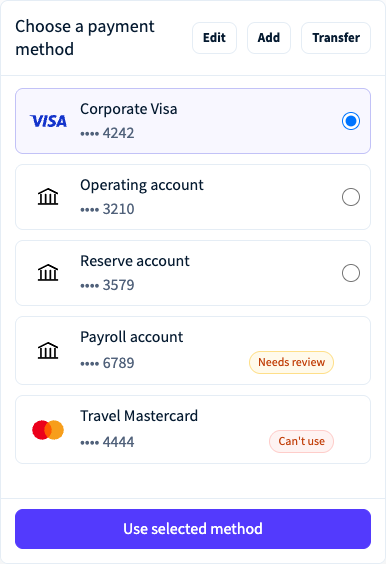 Choose a payment
method
Edit
Add
Transfer
VISA
Corporate Visa
•••• 4242
Operating account
•••• 3210
Reserve account
•••• 3579
Payroll account
•••• 6789
Needs review
Travel Mastercard
•••• 4444
Can't use
Use selected method